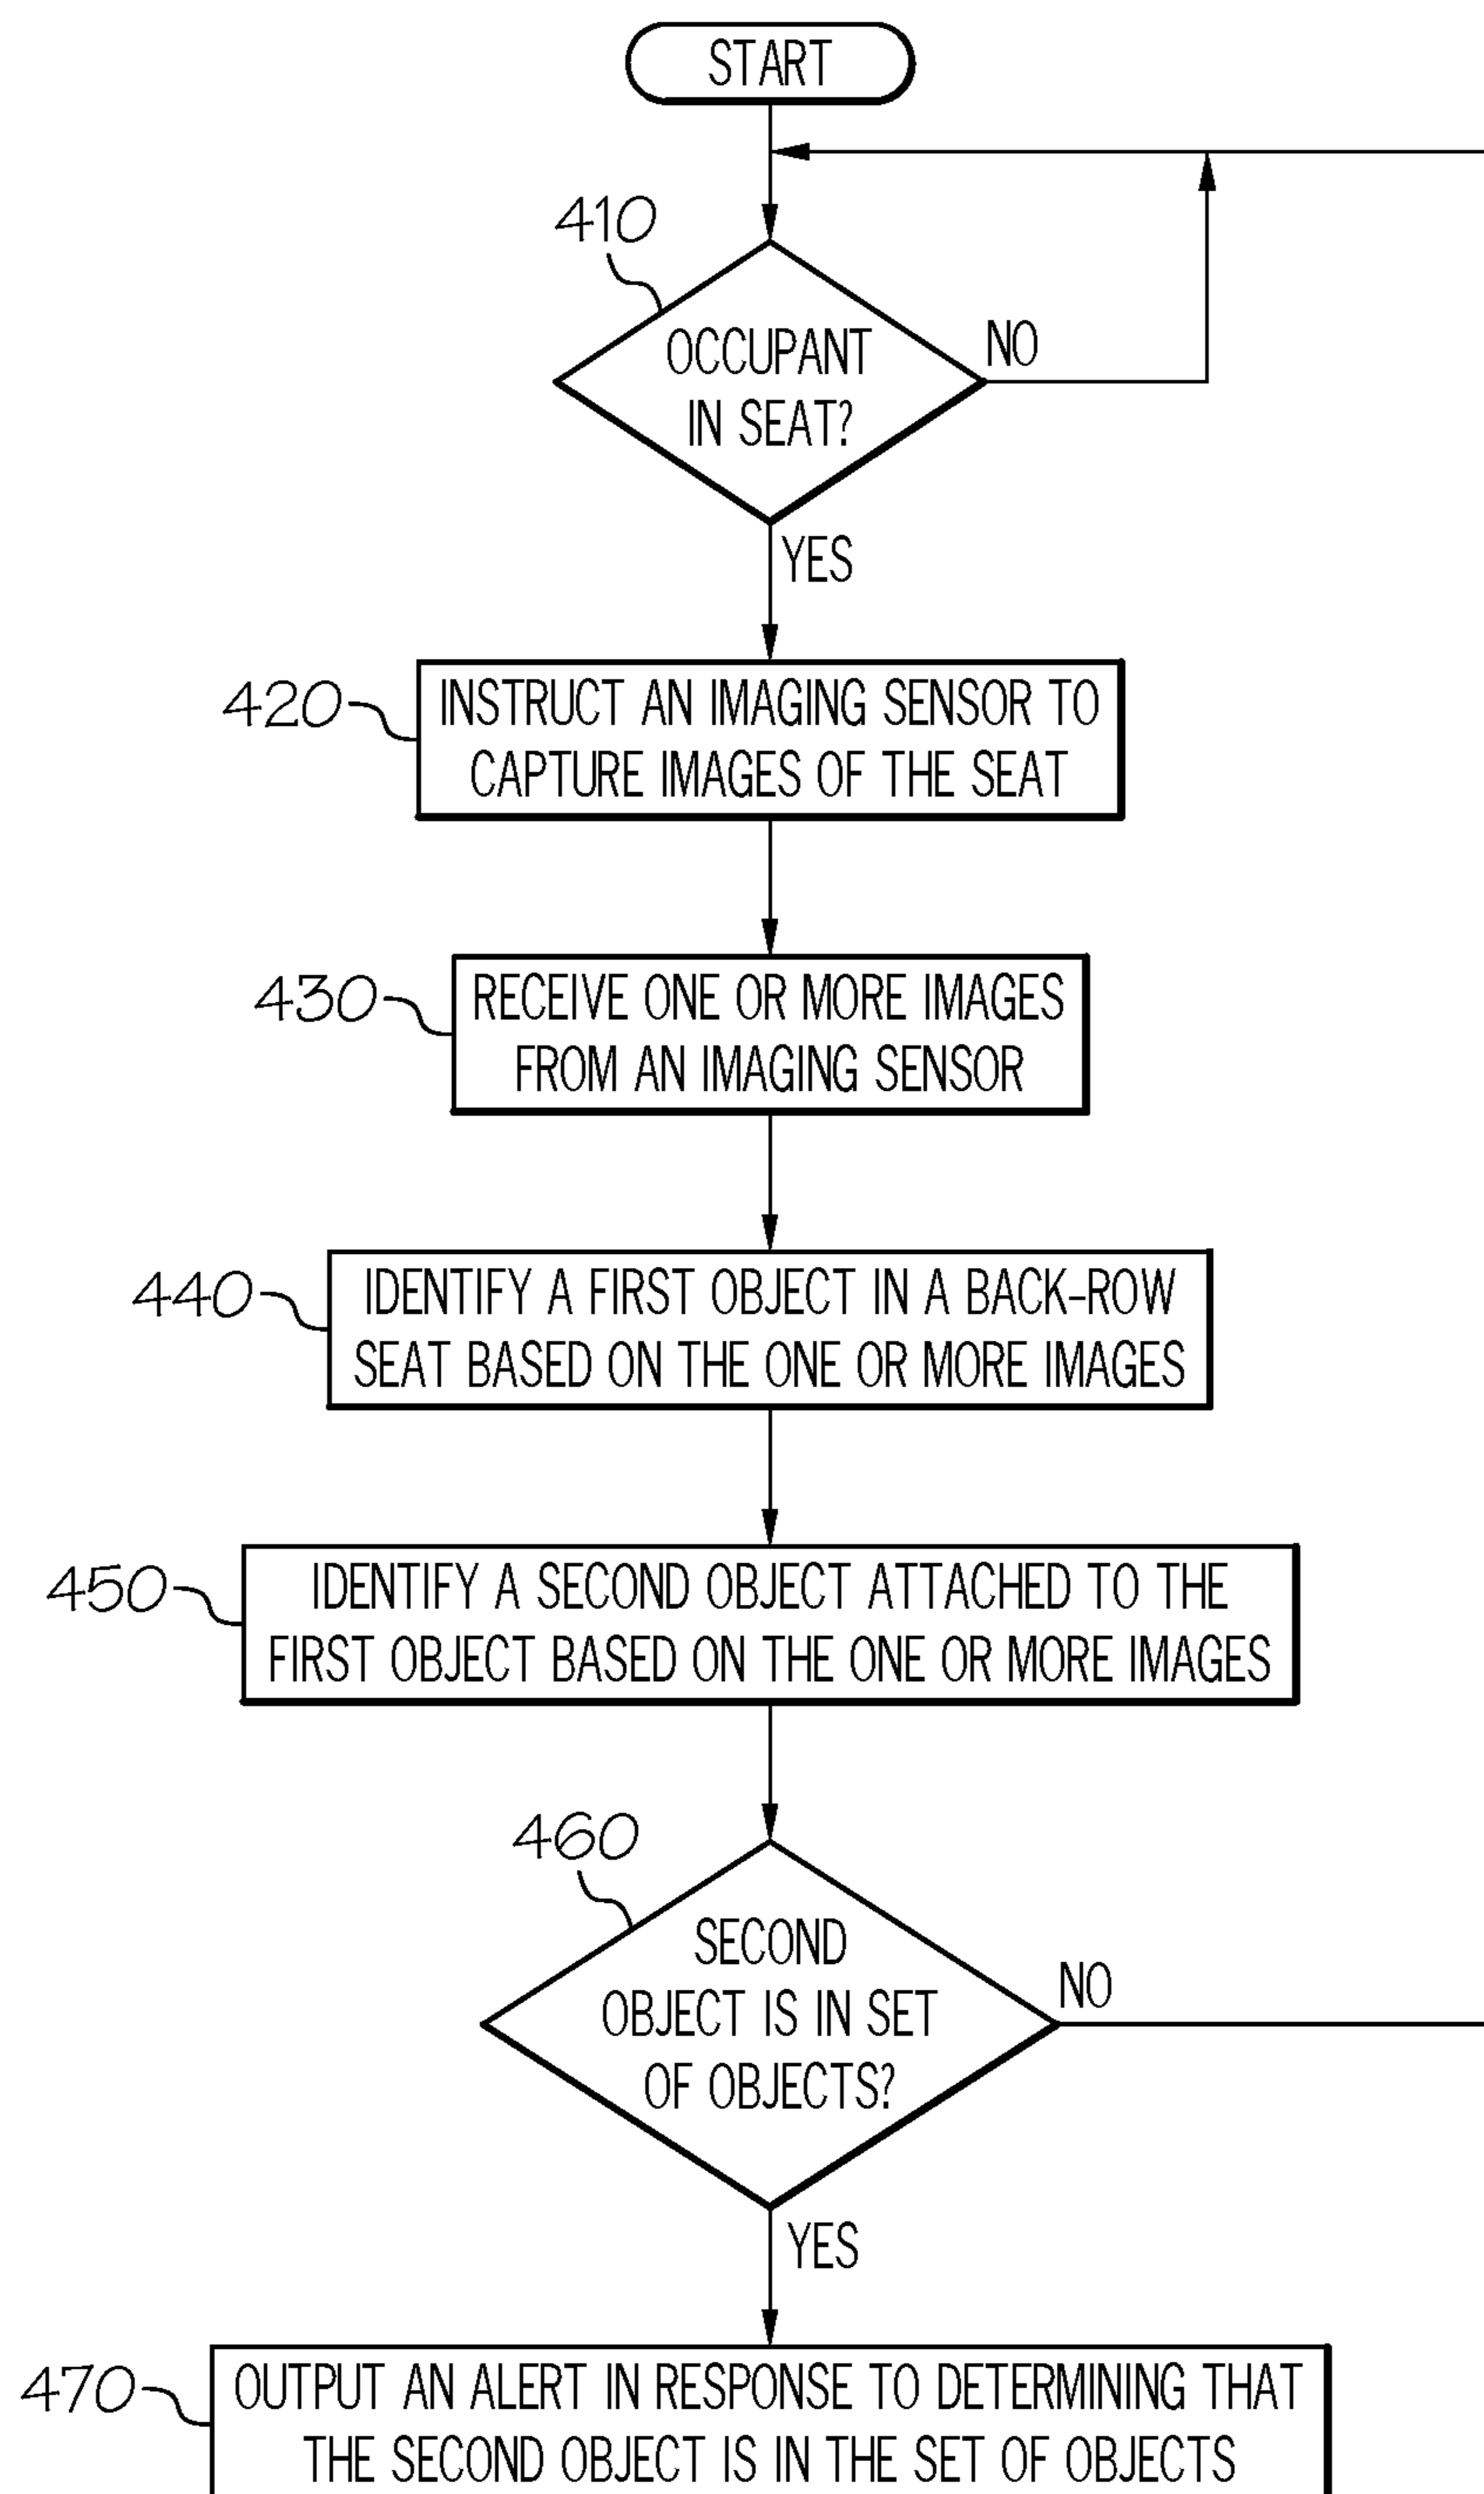 START
410
OCCUPANT
IN SEAT?
NO
YES
420
INSTRUCT AN IMAGING SENSOR TO
CAPTURE IMAGES OF THE SEAT
430
RECEIVE ONE OR MORE IMAGES
FROM AN IMAGING SENSOR
440
IDENTIFY A FIRST OBJECT IN A BACK-ROW
SEAT BASED ON THE ONE OR MORE IMAGES
450
IDENTIFY A SECOND OBJECT ATTACHED TO THE
FIRST OBJECT BASED ON THE ONE OR MORE IMAGES
460
SECOND
OBJECT IS IN SET
OF OBJECTS?
NO
YES
470
OUTPUT AN ALERT IN RESPONSE TO DETERMINING THAT
THE SECOND OBJECT IS IN THE SET OF OBJECTS